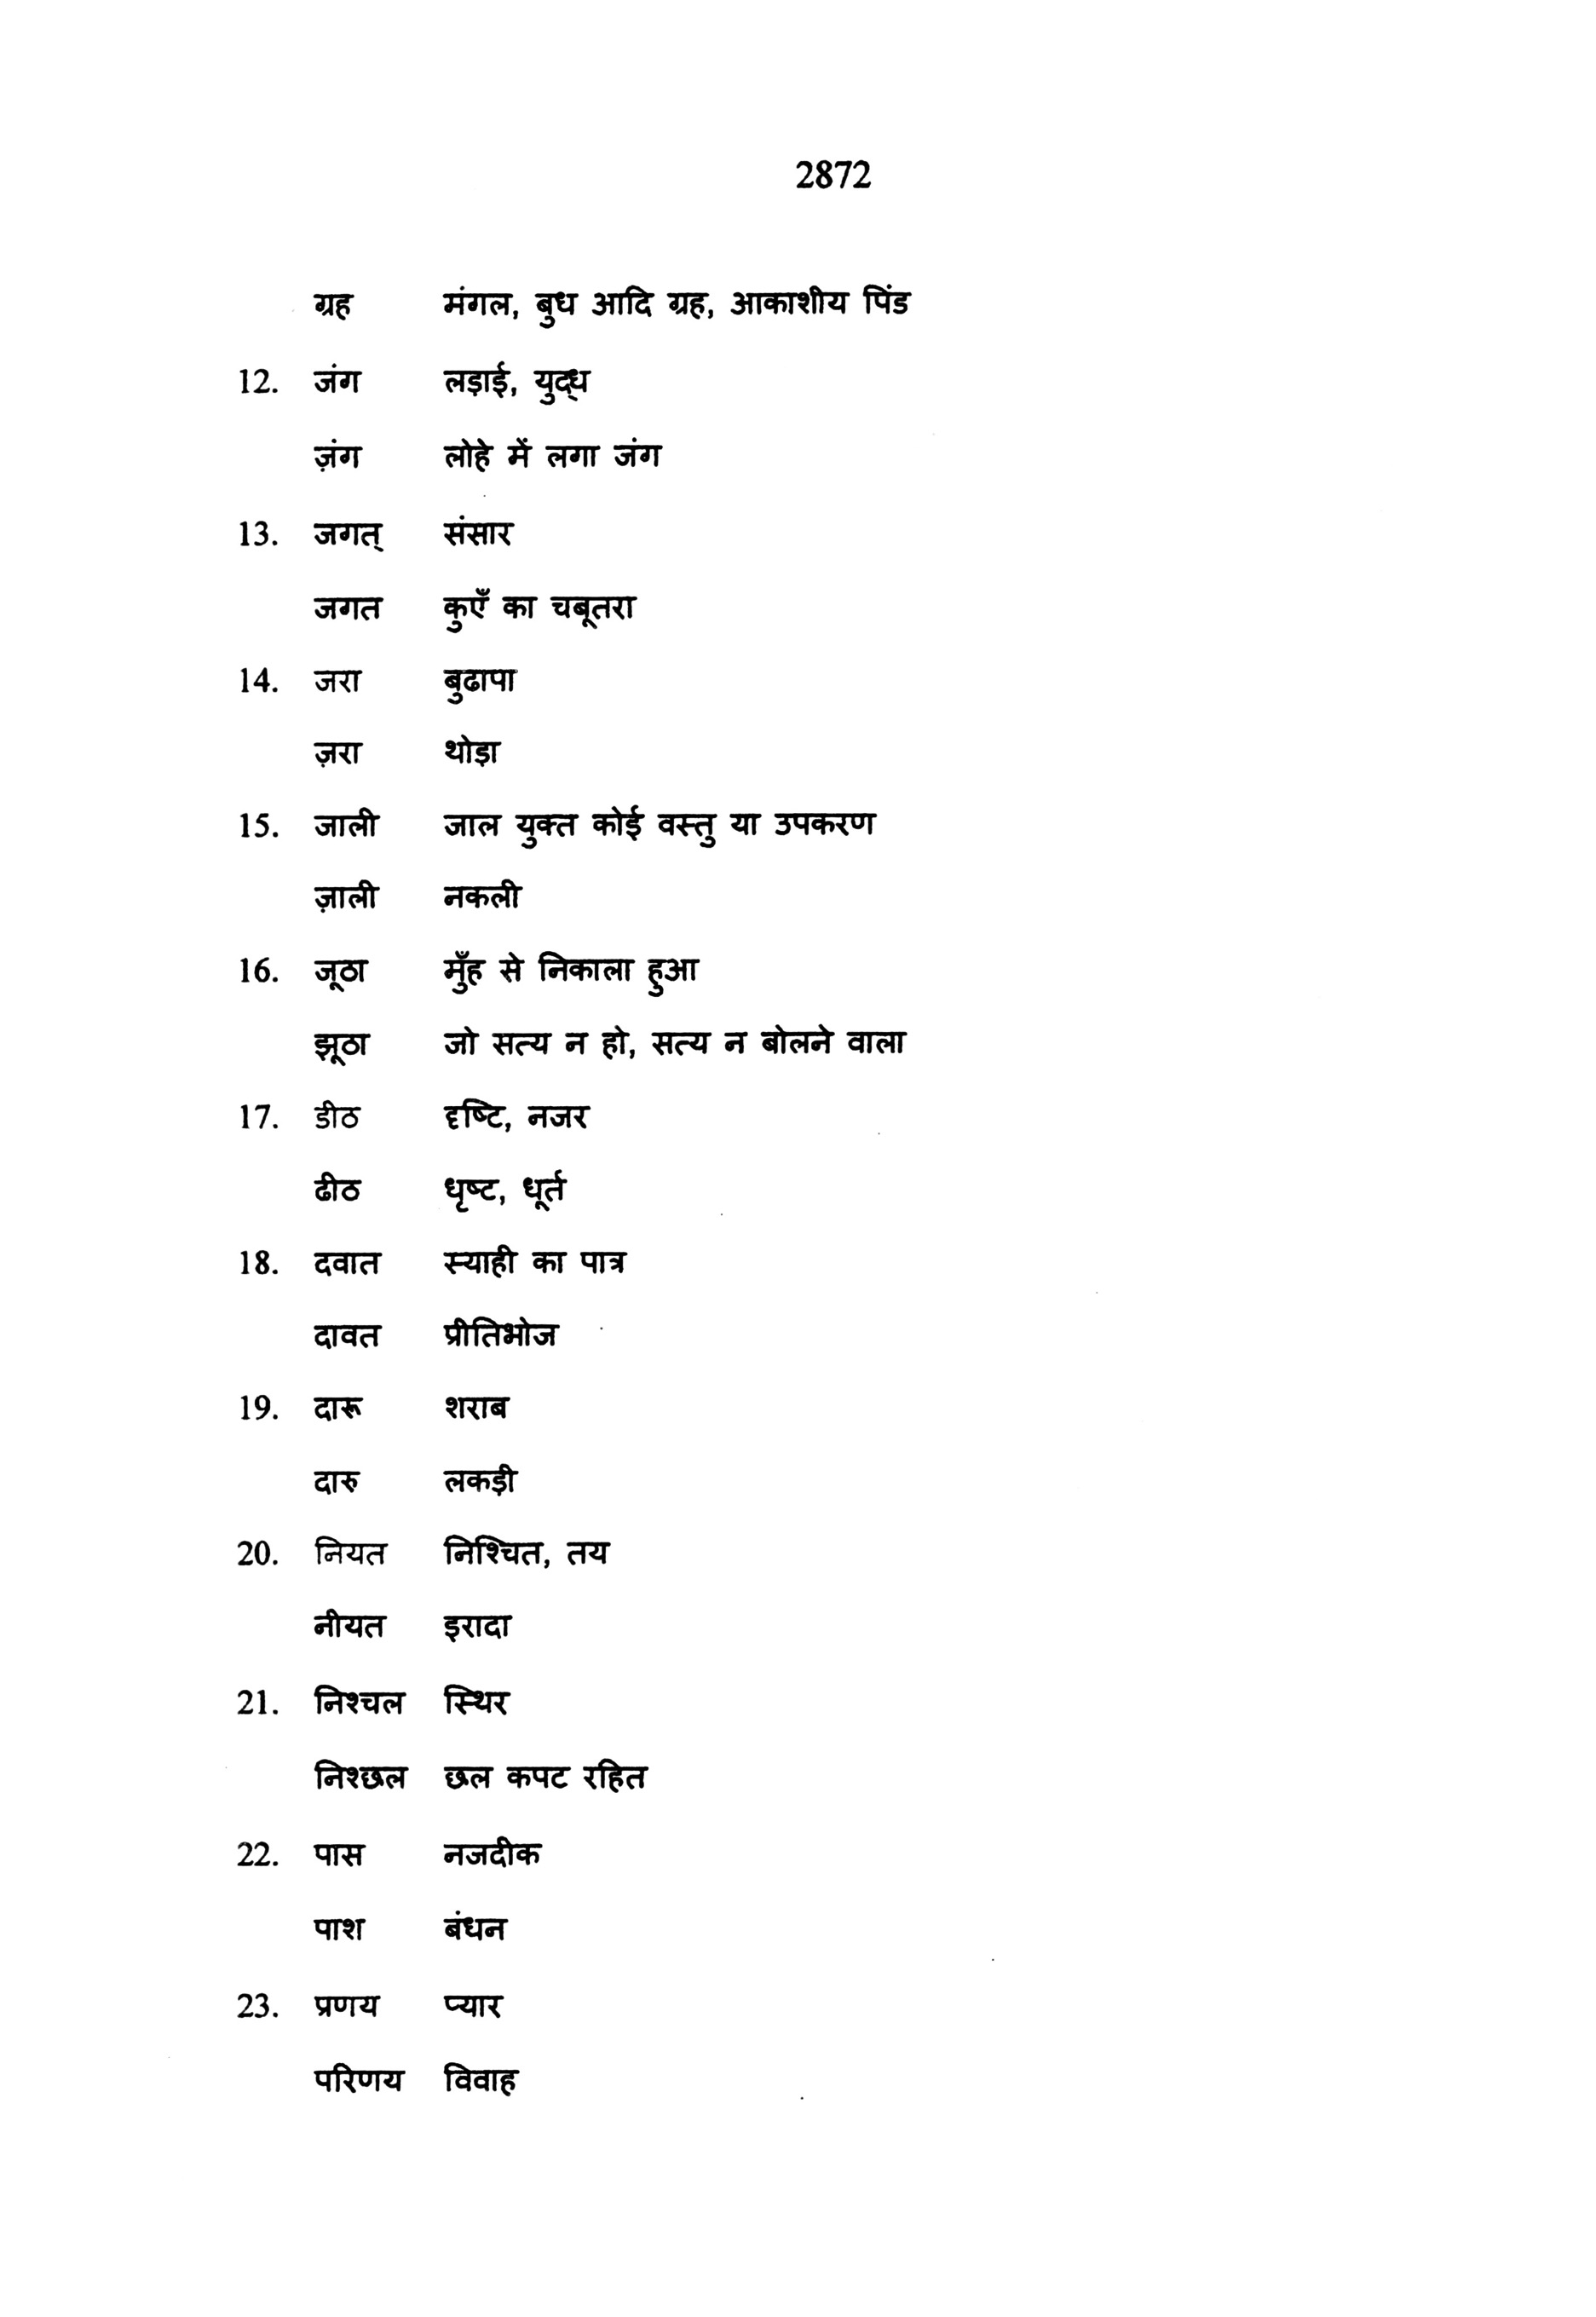 2872
ग्रह मंगल, बुध आदि ग्रह, आकाशीय पिंड
12. जंग लड़ाई, युद्ध
ज़ंग लोहे में लगा जंग
13. जगत् संसार
जगत कुएँ का चबूतरा
14. जरा बुढापा
ज़रा थोड़ा
15. जाली जाल युक्त कोई वस्तु या उपकरण
ज़ाली नकली
16. जूठा मुँह से निकाला हुआ
झूठा जो सत्य न हो, सत्य न बोलने वाला
17. डीठ दृष्टि, नजर
ढीठ धृष्ट, धूर्त
18. दवात स्याही का पात्र
दावत प्रीतिभोज
19. दारू शराब
दारु लकड़ी
20. नियत निश्चित, तय
नीयत इरादा
21. निश्चल स्थिर
निश्छल छल कपट रहित
22. पास नजदीक
पाश बंधन
23. प्रणय प्यार
परिणय विवाह